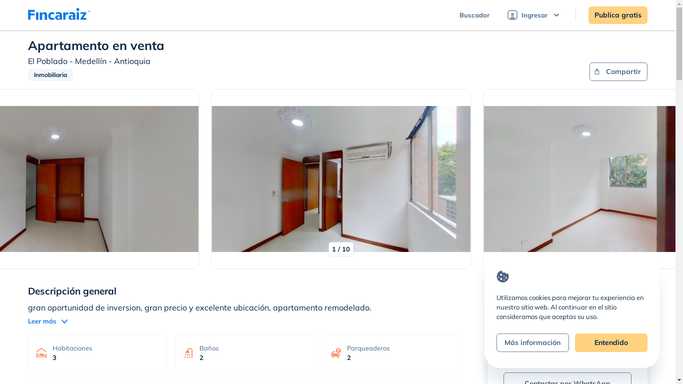 Fincaraiz
Buscador
Ingresar
Publica gratis
Apartamento en venta
El Poblado - Medellín - Antioquia
Inmobiliaria
Compartir
1 / 10
Descripción general
gran oportunidad de inversion, gran precio y excelente ubicación, apartamento remodelado.
Leer más
Habitaciones
3
Baños
2
Parqueaderos
2
Utilizamos cookies para mejorar tu experiencia en
nuestro sitio web. Al continuar en el sitio
consideramos que aceptas su uso.
Más información
Entendido
Contactar por WhatsApp